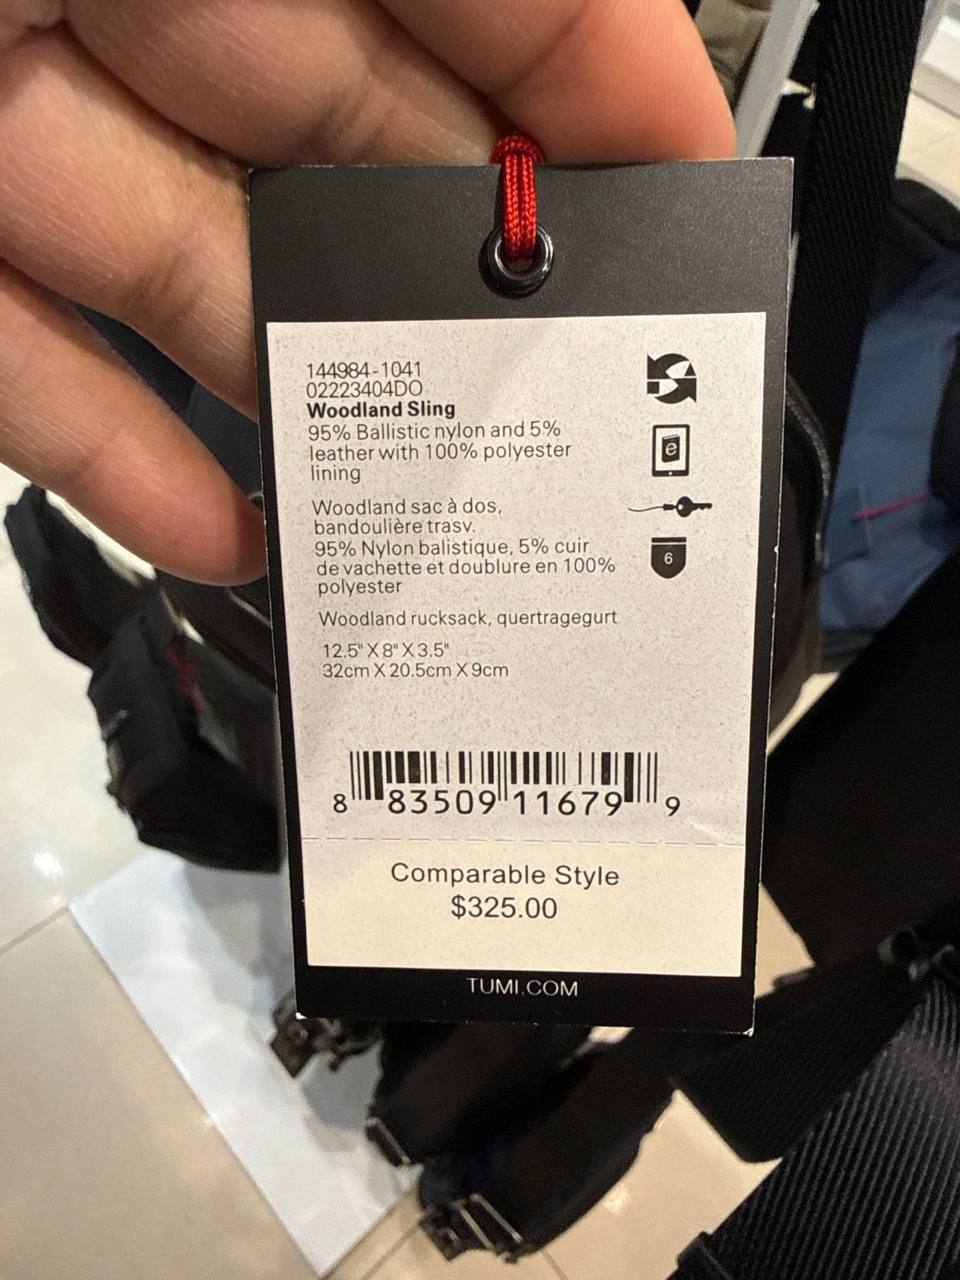 144984-1041
02223404DO
Woodland Sling
95% Ballistic nylon and 5%
leather with 100% polyester
lining
Woodland sac à dos,
bandoulière trasv.
95% Nylon balistique, 5% cuir
de vachette et doublure en 100%
polyester
Woodland rucksack, quertragegurt
12.5" X 8" X 3.5"
32cm X 20.5cm X 9cm
e
6
8 83509 11679 9
Comparable Style
$325.00
TUMI.COM